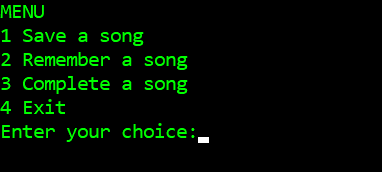 MENU
1 Save a song
2 Remember a song
3 Complete a song
4 Exit
Enter your choice: